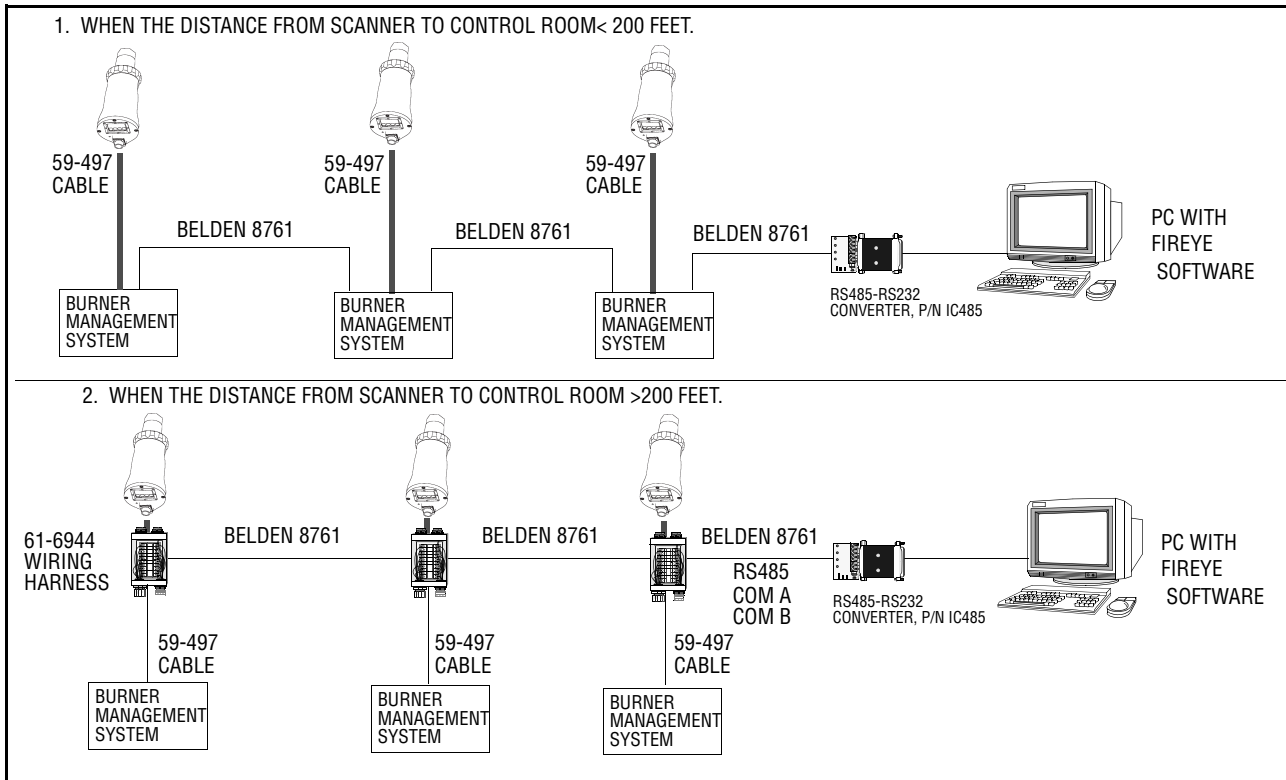 1. WHEN THE DISTANCE FROM SCANNER TO CONTROL ROOM< 200 FEET.
59-497
CABLE
59-497
CABLE
59-497
CABLE
BELDEN 8761
BELDEN 8761
BELDEN 8761
BURNER
MANAGEMENT
SYSTEM
BURNER
MANAGEMENT
SYSTEM
BURNER
MANAGEMENT
SYSTEM
RS485-RS232
CONVERTER, P/N IC485
PC WITH
FIREYE
SOFTWARE
2. WHEN THE DISTANCE FROM SCANNER TO CONTROL ROOM >200 FEET.
61-6944
WIRING
HARNESS
BELDEN 8761
BELDEN 8761
BELDEN 8761
RS485
COM A
COM B
RS485-RS232
CONVERTER, P/N IC485
PC WITH
FIREYE
SOFTWARE
59-497
CABLE
59-497
CABLE
59-497
CABLE
BURNER
MANAGEMENT
SYSTEM
BURNER
MANAGEMENT
SYSTEM
BURNER
MANAGEMENT
SYSTEM